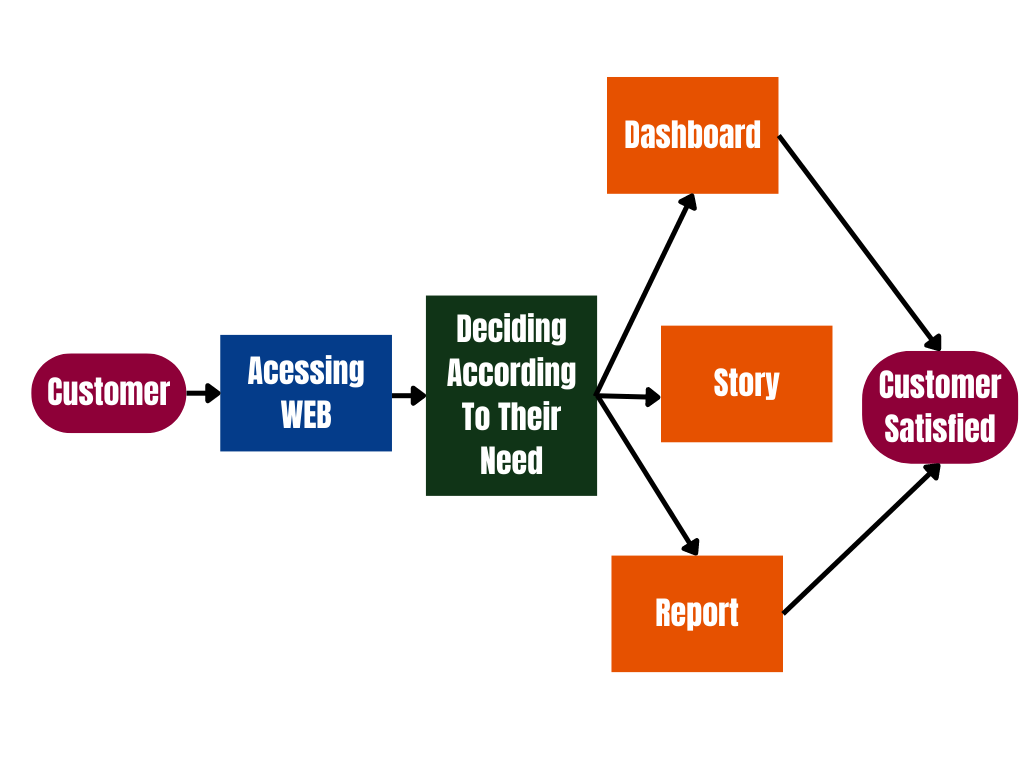 Customer
Acessing
WEB
Deciding
According
To Their
Need
Dashboard
Story
Report
Customer
Satisfied